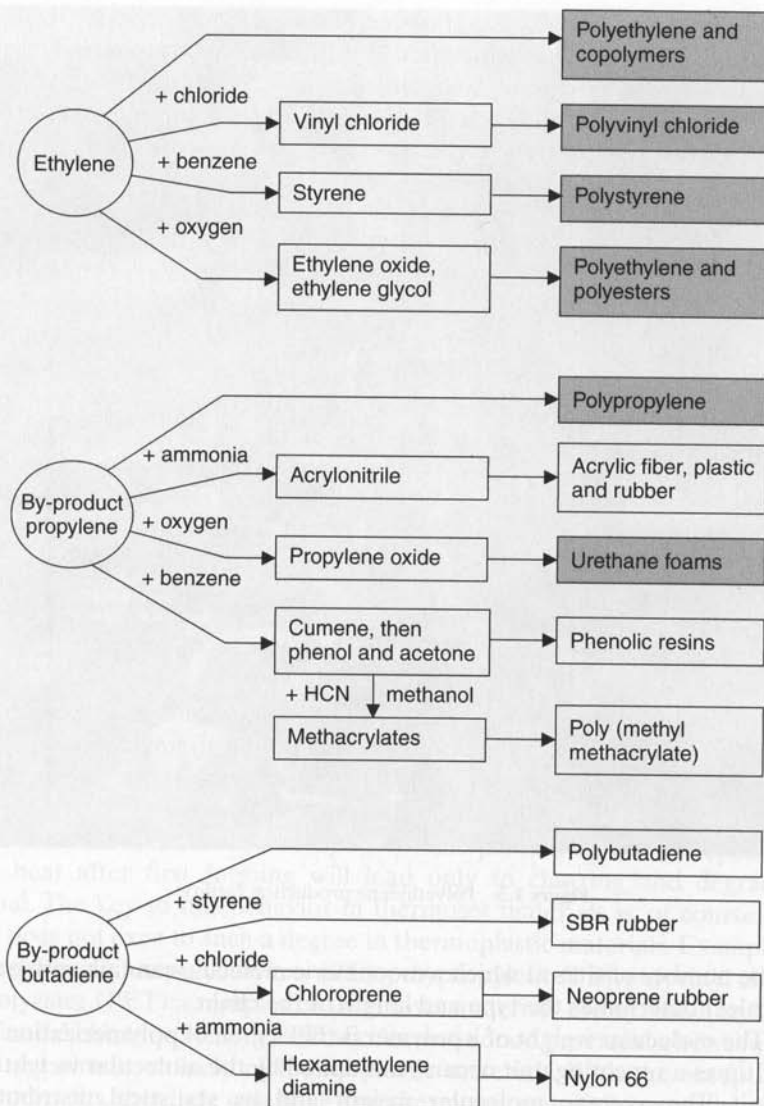 Polyethylene and
copolymers
+ chloride
Vinyl chloride
Polyvinyl chloride
Ethylene
+ benzene
Styrene
Polystyrene
+ oxygen
Ethylene oxide,
ethylene glycol
Polyethylene and
polyesters
Polypropylene
+ ammonia
Acrylonitrile
Acrylic fiber, plastic
and rubber
By-product
propylene
+ oxygen
Propylene oxide
Urethane foams
+ benzene
Cumene, then
phenol and acetone
Phenolic resins
+ HCN
methanol
Methacrylates
Poly (methyl
methacrylate)
Polybutadiene
+ styrene
SBR rubber
By-product
butadiene
+ chloride
Chloroprene
Neoprene rubber
+ ammonia
Hexamethylene
diamine
Nylon 66